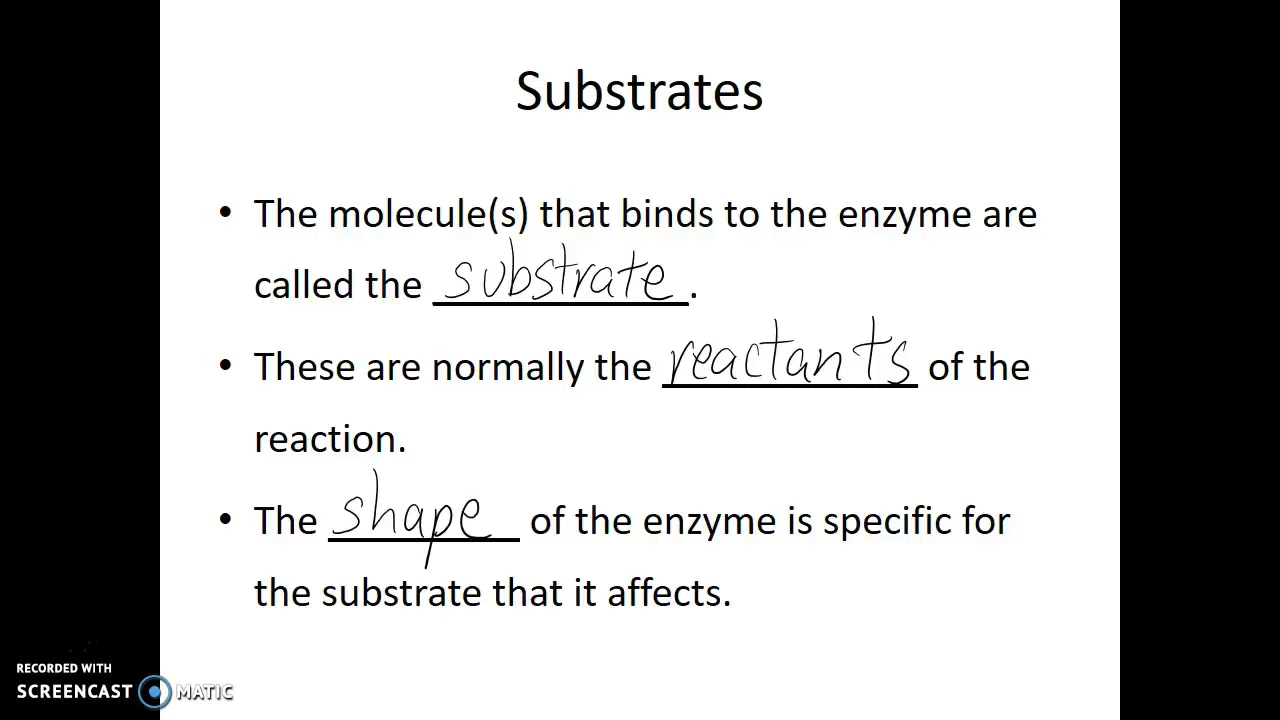 Substrates
• The molecule(s) that binds to the enzyme are
called the substrate.
• These are normally the reactants of the
reaction.
• The shape of the enzyme is specific for
the substrate that it affects.
RECORDED WITH
SCREENCAST MATIC